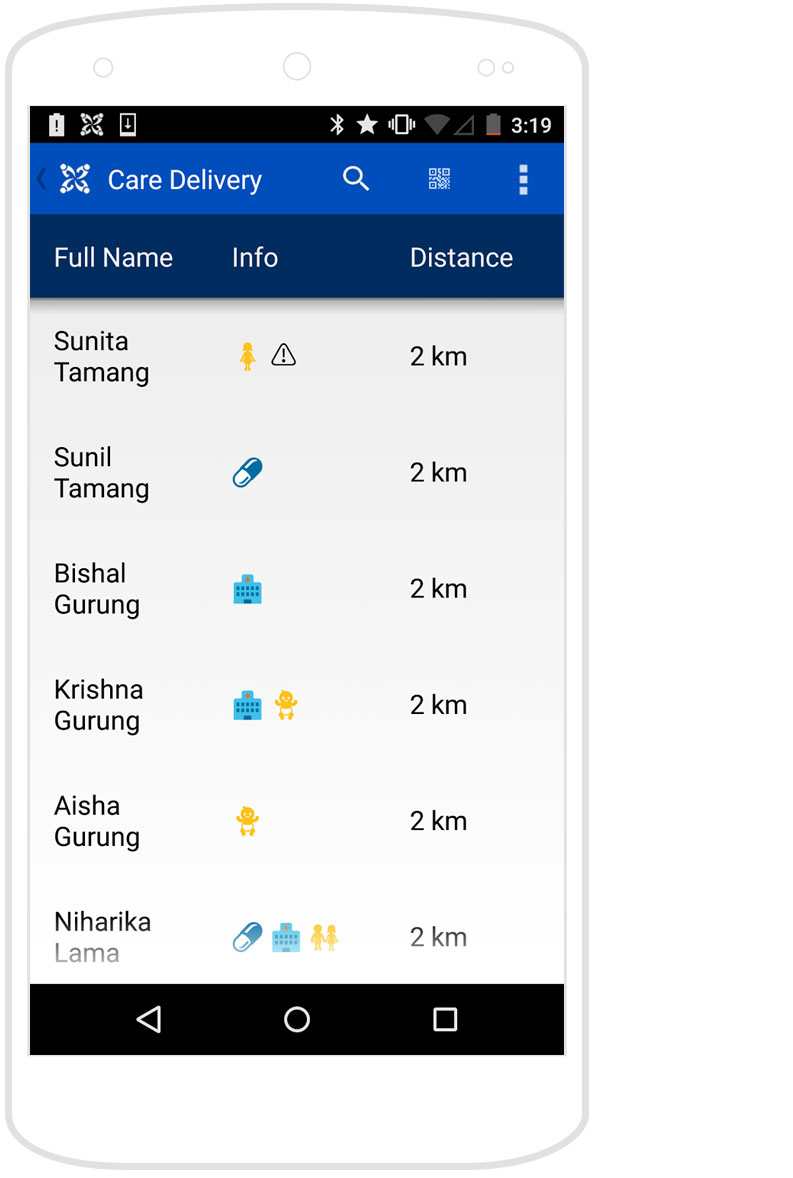 3:19
Care Delivery
Full Name Info Distance
Sunita
Tamang
2 km
Sunil
Tamang
2 km
Bishal
Gurung
2 km
Krishna
Gurung
2 km
Aisha
Gurung
2 km
Niharika
Lama
2 km